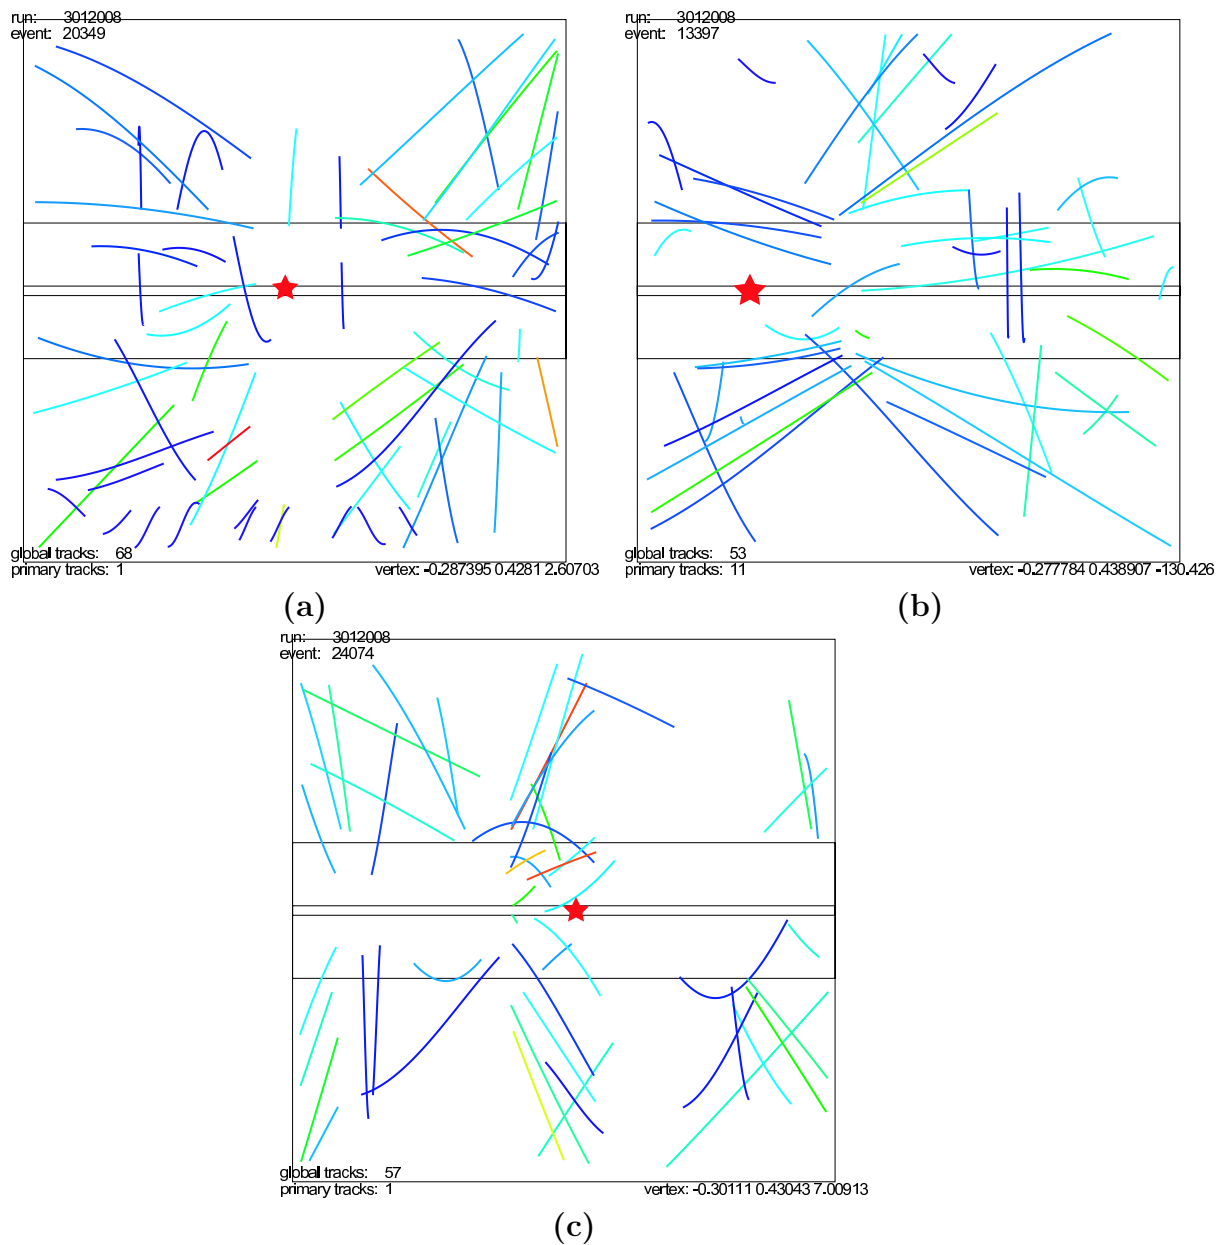 run: 3012008
event: 20349
global tracks: 68
primary tracks: 1
vertex: -0.287395 0.4281 2.60703
(a)
run: 3012008
event: 13397
global tracks: 53
primary tracks: 11
vertex: -0.277784 0.438907 -130.426
(b)
run: 3012008
event: 24074
global tracks: 57
primary tracks: 1
vertex: -0.30111 0.43043 7.00913
(c)